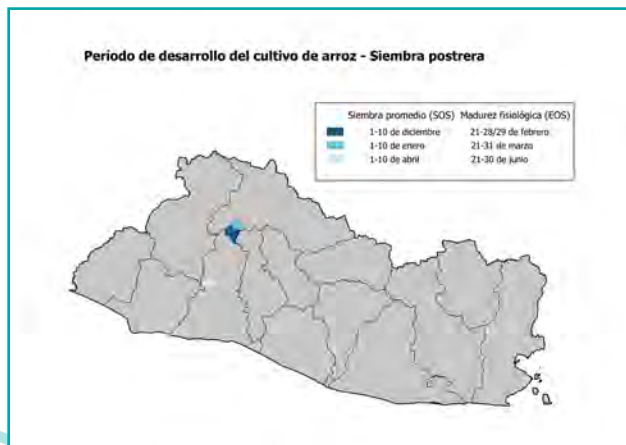 Período de desarrollo del cultivo de arroz - Siembra postrera
Siembra promedio (SOS) Madurez fisiológica (EOS)
1-10 de diciembre 21-28/29 de febrero
1-10 de enero 21-31 de marzo
1-10 de abril 21-30 de junio